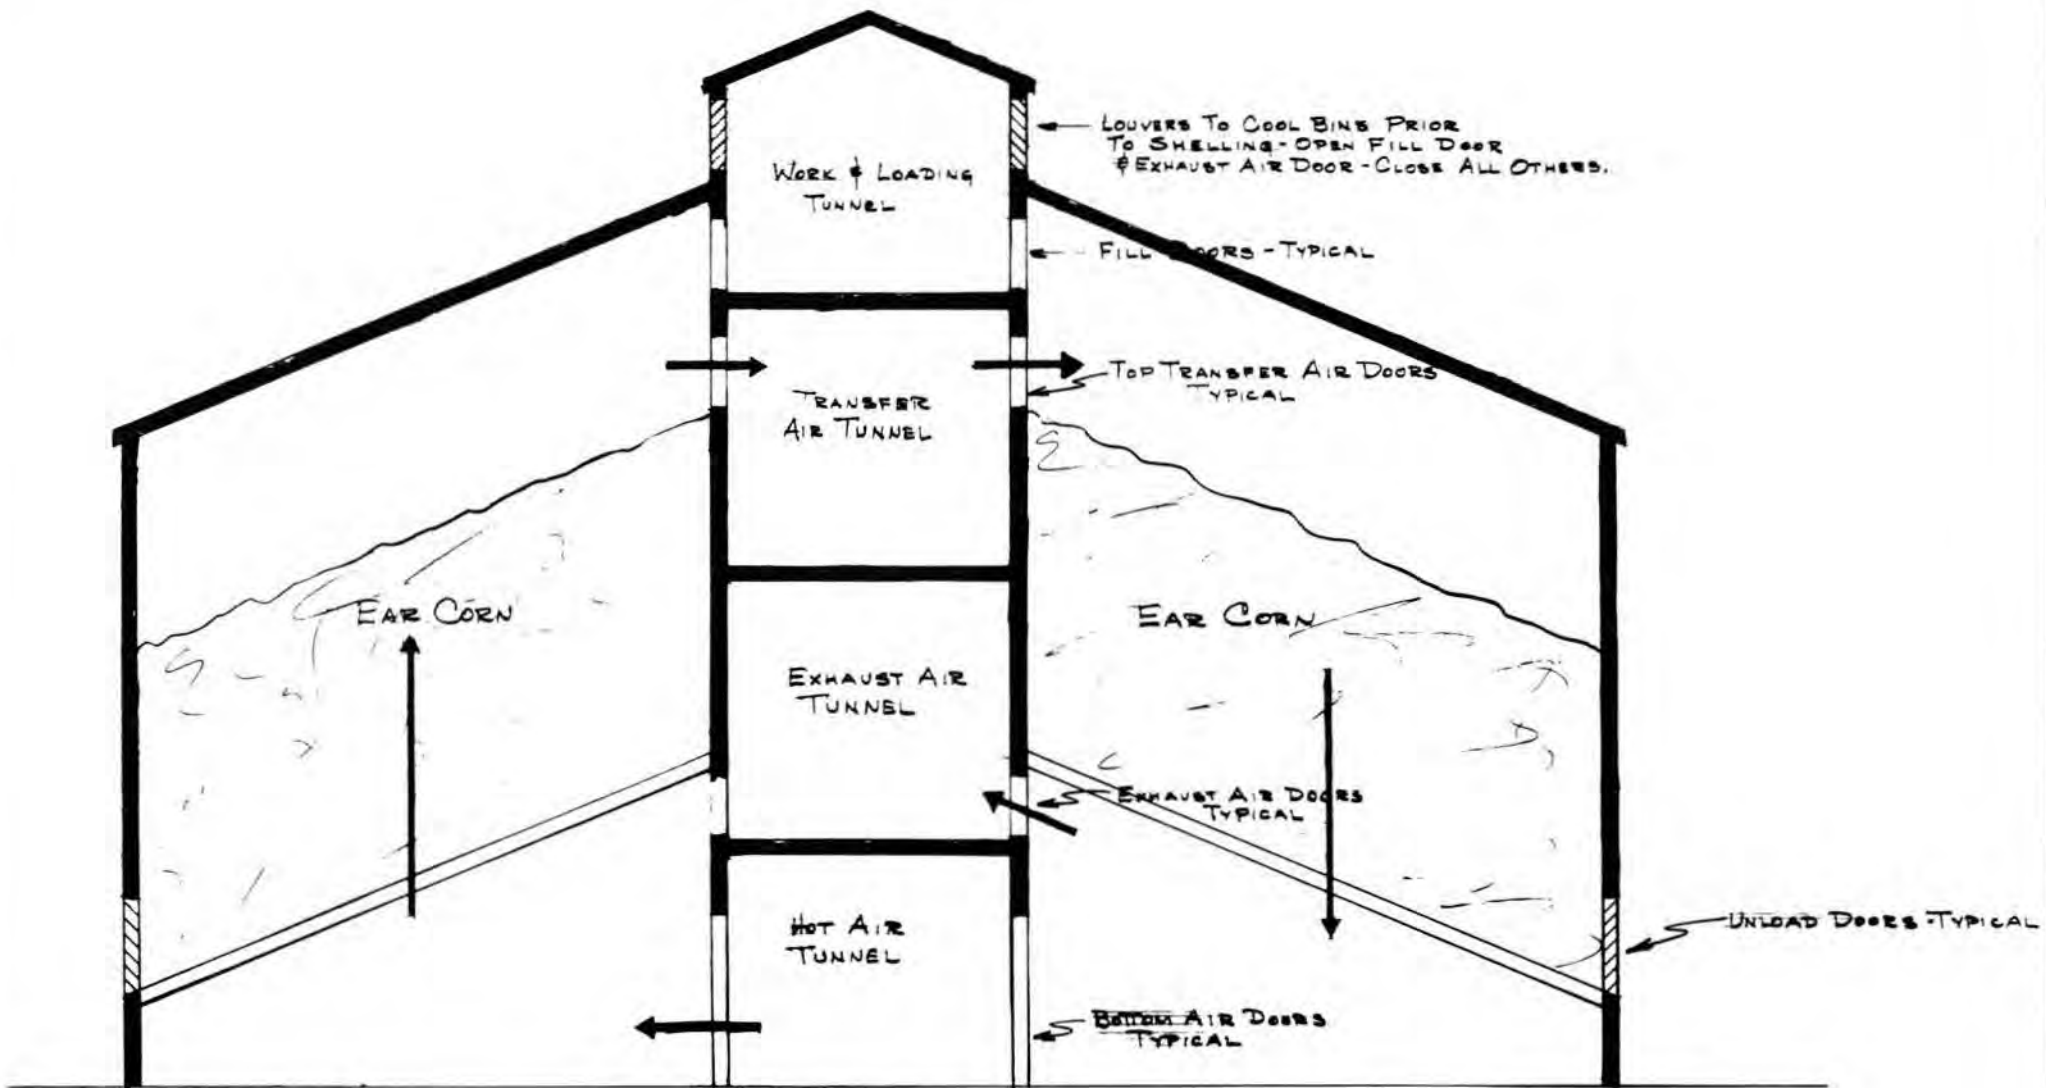 LOUVERS TO COOL BINS PRIOR
TO SHELLING - OPEN FILL DOOR
& EXHAUST AIR DOOR - CLOSE ALL OTHERS.
WORK & LOADING
TUNNEL
FILL DOORS - TYPICAL
TOP TRANSFER AIR DOORS
TYPICAL
TRANSFER
AIR TUNNEL
EAR CORN
EAR CORN
EXHAUST AIR
TUNNEL
EXHAUST AIR DOORS
TYPICAL
HOT AIR
TUNNEL
UNLOAD DOORS - TYPICAL
BOTTOM AIR DOORS
TYPICAL